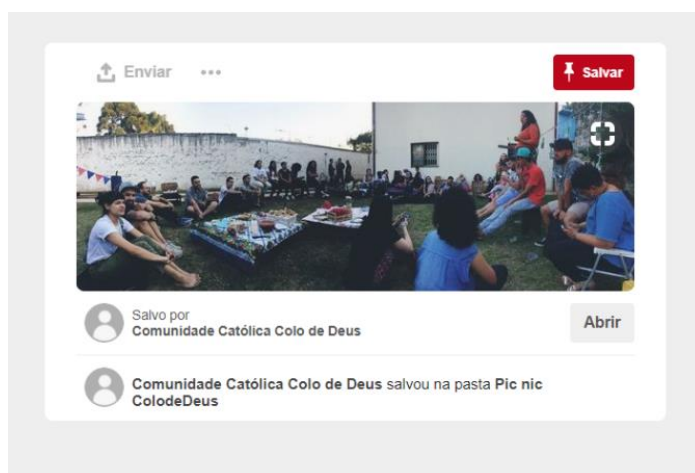 Enviar
Salvar
Salvo por
Comunidade Católica Colo de Deus
Abrir
Comunidade Católica Colo de Deus salvou na pasta Pic nic
ColodeDeus